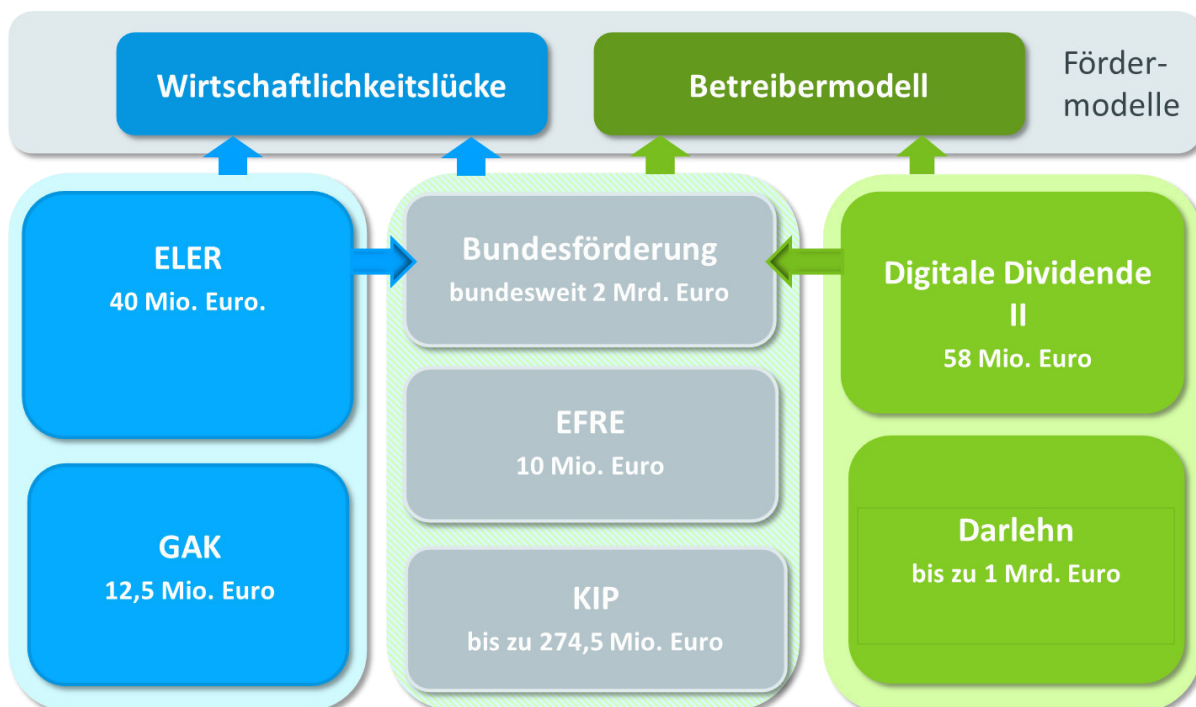 Wirtschaftlichkeitslücke
Betreibermodell
Förder-
modelle
ELER
40 Mio. Euro.
GAK
12,5 Mio. Euro
Bundesförderung
bundesweit 2 Mrd. Euro
EFRE
10 Mio. Euro
KIP
bis zu 274,5 Mio. Euro
Digitale Dividende
II
58 Mio. Euro
Darlehn
bis zu 1 Mrd. Euro